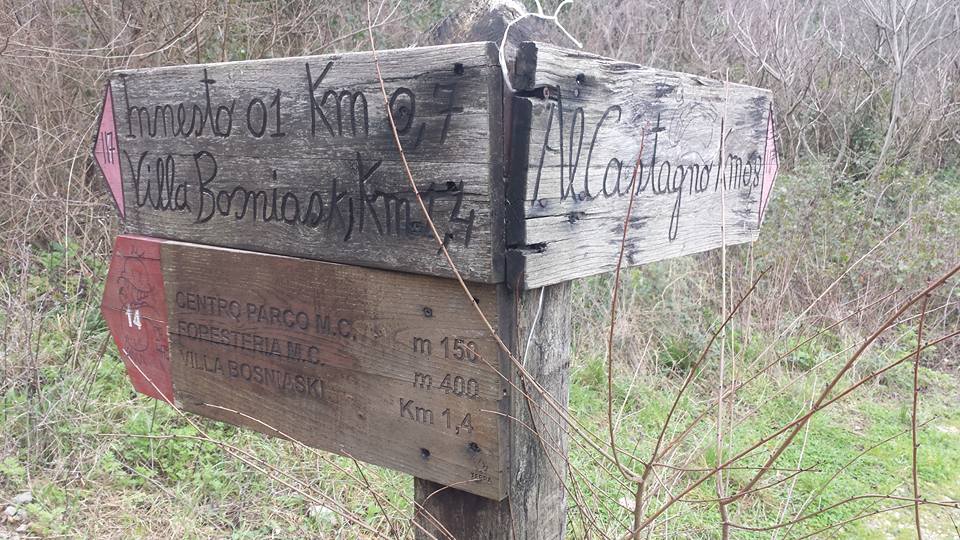 117
Innesto 01 Km 0,7
Villa Bosniaski Km 1,4
Al Castagno Km 0,8
14
CENTRO PARCO M.C. m 150
FORESTERIA M.C. m 400
VILLA BOSNIASKI Km 1,4